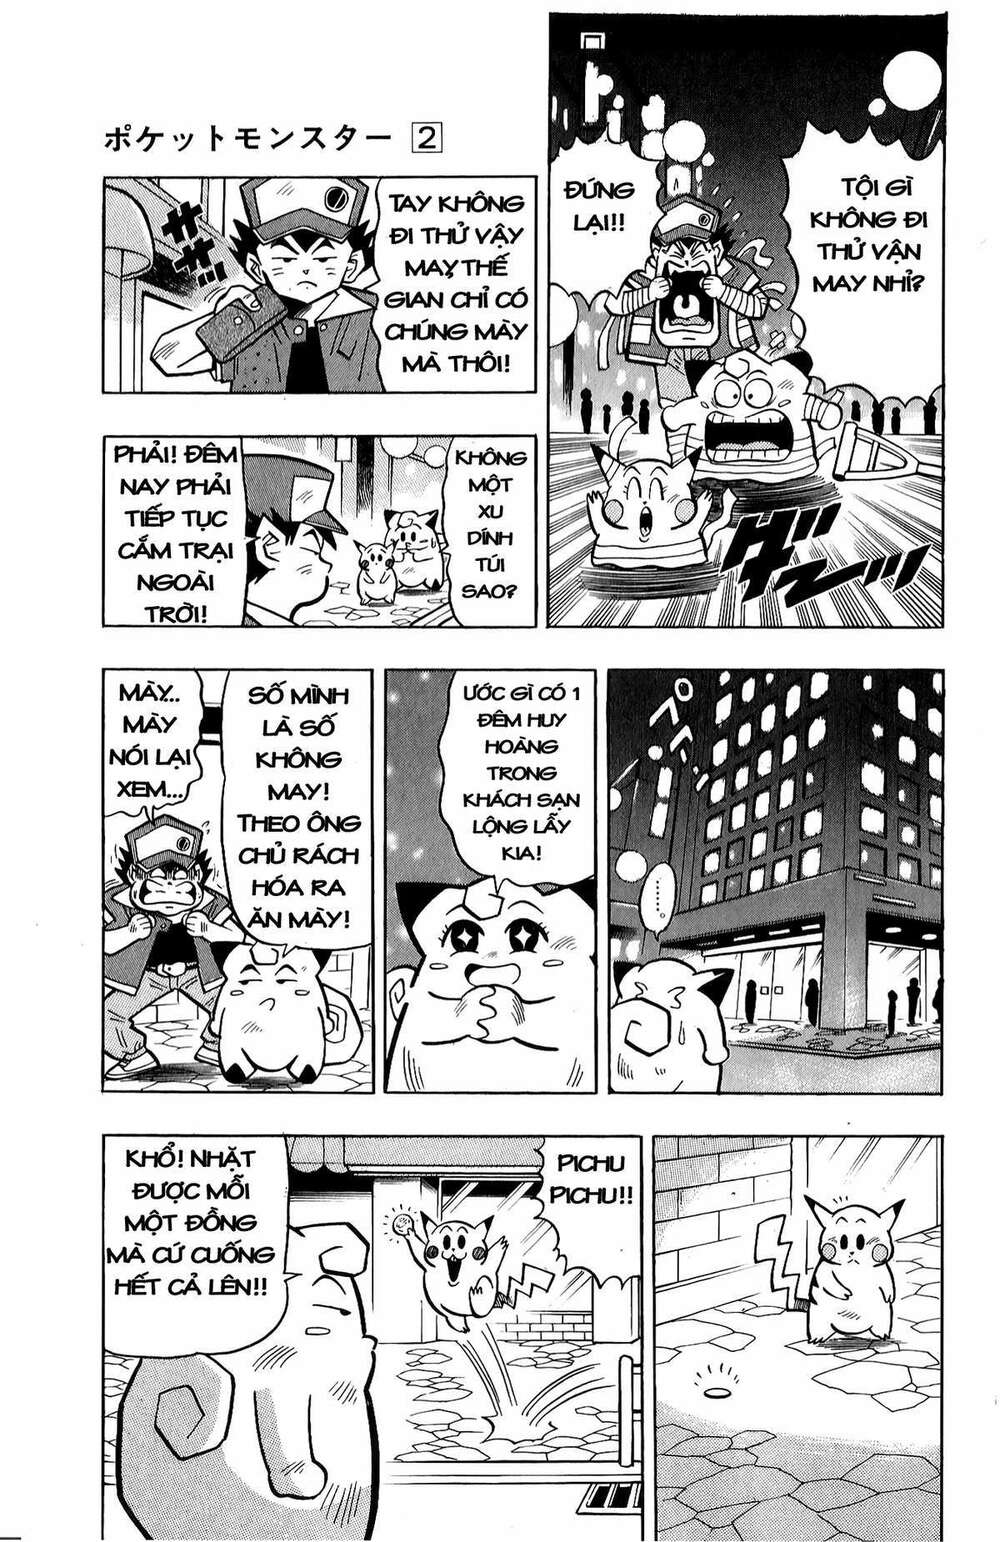 ポケットモンスター 2
TỘI GÌ
KHÔNG ĐI
THỬ VẬN
MAY NHỈ?
ĐỨNG
LẠI!!
TAY KHÔNG
ĐI THỬ VẬY
MAY, THẾ
GIAN CHỈ CÓ
CHÚNG MÀY
MÀ THÔI!
KHÔNG
MỘT
XU
DÍNH
TÚI
SAO?
PHẢI! ĐÊM
NAY PHẢI
TIẾP TỤC
CẮM TRẠI
NGOÀI
TRỜI!
.......
ƯỚC GÌ CÓ 1
ĐÊM HUY
HOÀNG
TRONG
KHÁCH SẠN
LỘNG LẪY
KIA!
SỐ MÌNH
LÀ SỐ
KHÔNG
MAY!
THEO ÔNG
CHỦ RÁCH
HÓA RA
ĂN MÀY!
MÀY...
MÀY
NÓI LẠI
XEM...
PICHU
PICHU!!
KHỔ! NHẶT
ĐƯỢC MỖI
MỘT ĐỒNG
MÀ CỨ CUỐNG
HẾT CẢ LÊN!!